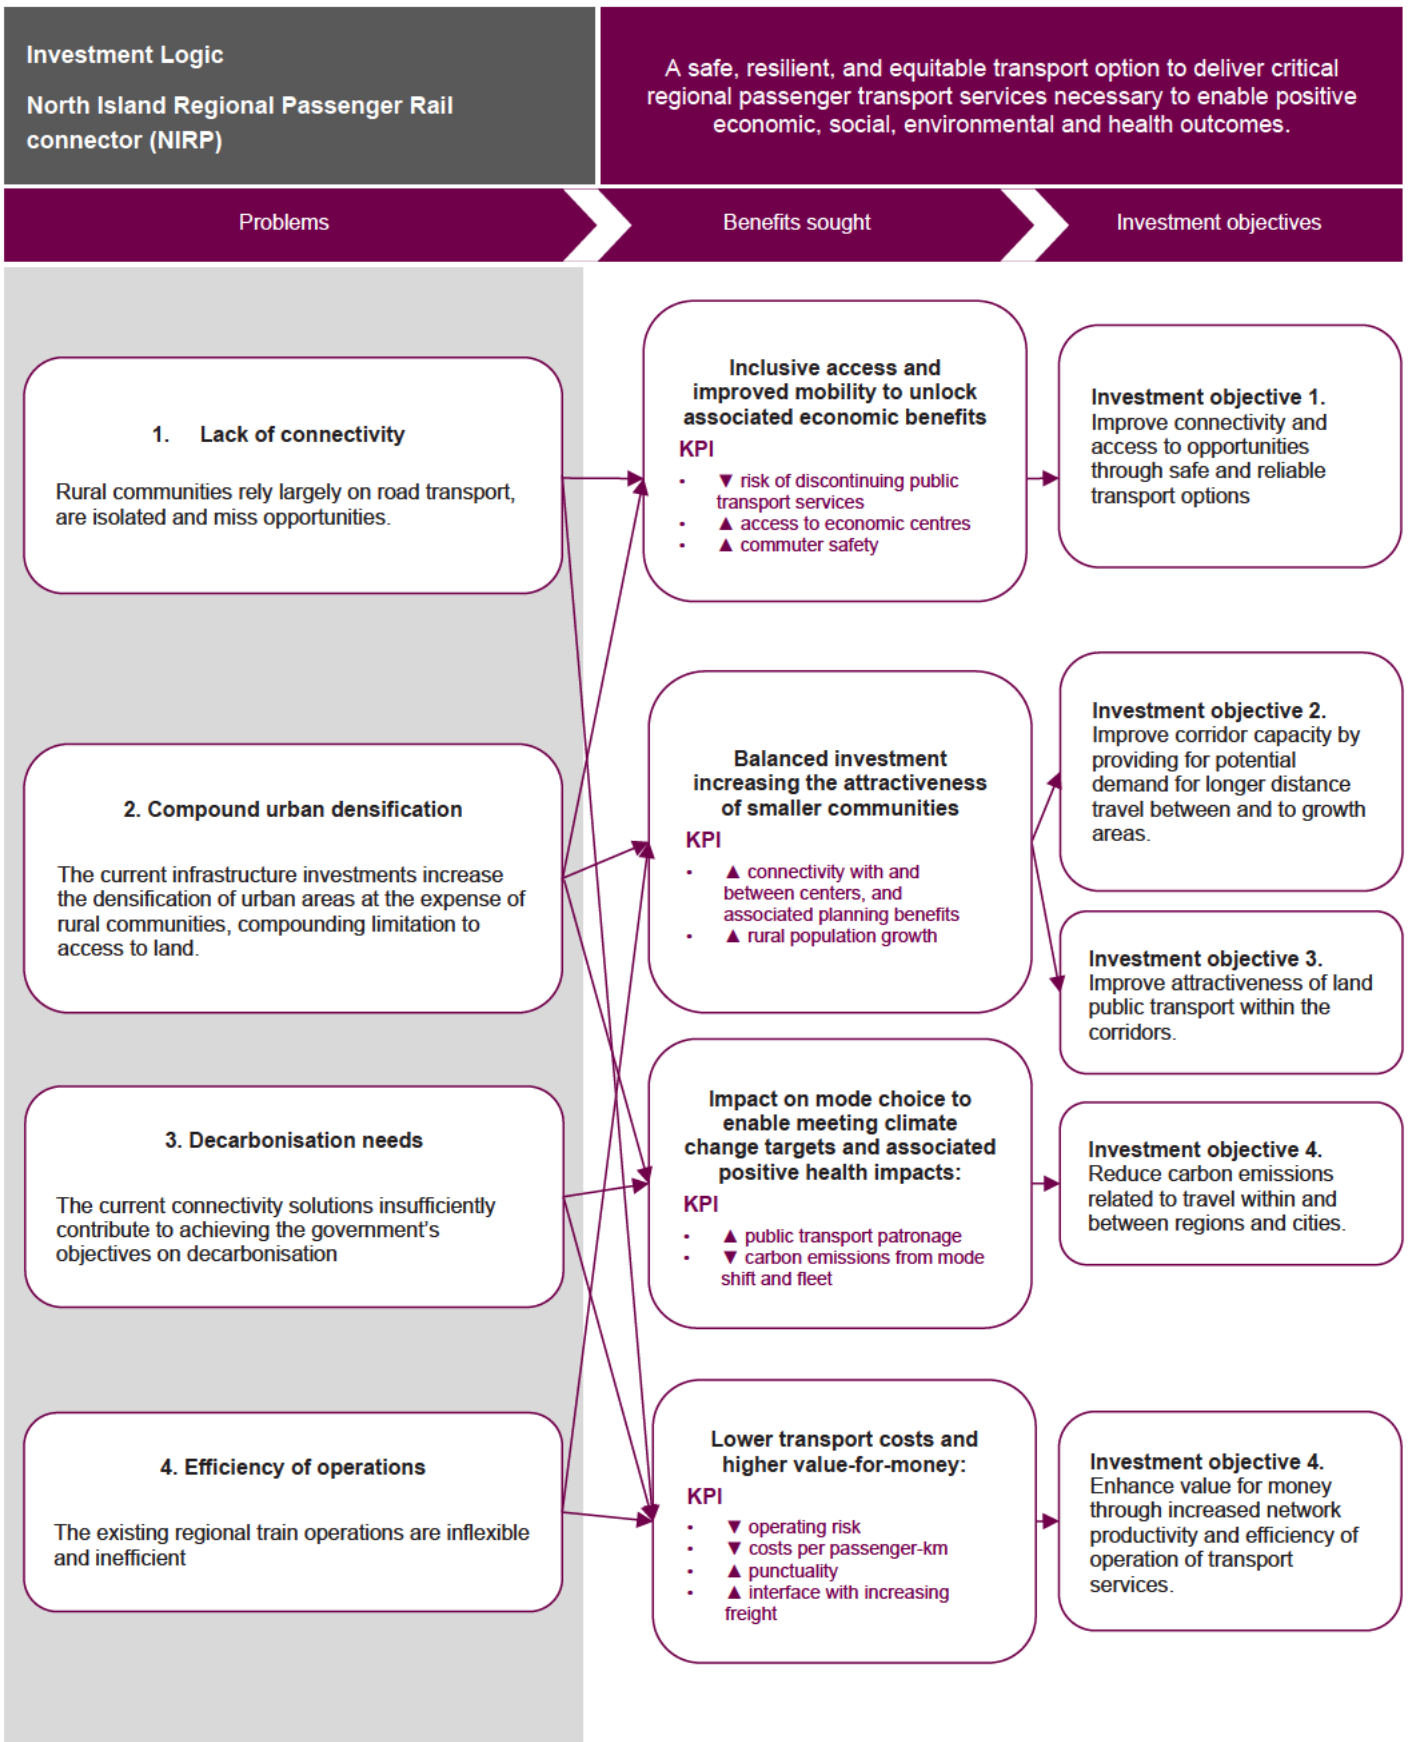 Investment Logic
North Island Regional Passenger Rail
connector (NIRP)
A safe, resilient, and equitable transport option to deliver critical
regional passenger transport services necessary to enable positive
economic, social, environmental and health outcomes.
Problems
Benefits sought
Investment objectives
1. Lack of connectivity
Rural communities rely largely on road transport,
are isolated and miss opportunities.
2. Compound urban densification
The current infrastructure investments increase
the densification of urban areas at the expense of
rural communities, compounding limitation to
access to land.
3. Decarbonisation needs
The current connectivity solutions insufficiently
contribute to achieving the government's
objectives on decarbonisation
4. Efficiency of operations
The existing regional train operations are inflexible
and inefficient
Inclusive access and
improved mobility to unlock
associated economic benefits
KPI
• ▼ risk of discontinuing public
transport services
• ▲ access to economic centres
• ▲ commuter safety
Balanced investment
increasing the attractiveness
of smaller communities
KPI
• ▲ connectivity with and
between centers, and
associated planning benefits
• ▲ rural population growth
Impact on mode choice to
enable meeting climate
change targets and associated
positive health impacts:
KPI
• ▲ public transport patronage
• ▼ carbon emissions from mode
shift and fleet
Lower transport costs and
higher value-for-money:
KPI
• ▼ operating risk
• ▼ costs per passenger-km
• ▲ punctuality
• ▲ interface with increasing
freight
Investment objective 1.
Improve connectivity and
access to opportunities
through safe and reliable
transport options
Investment objective 2.
Improve corridor capacity by
providing for potential
demand for longer distance
travel between and to growth
areas.
Investment objective 3.
Improve attractiveness of land
public transport within the
corridors.
Investment objective 4.
Reduce carbon emissions
related to travel within and
between regions and cities.
Investment objective 4.
Enhance value for money
through increased network
productivity and efficiency of
operation of transport
services.